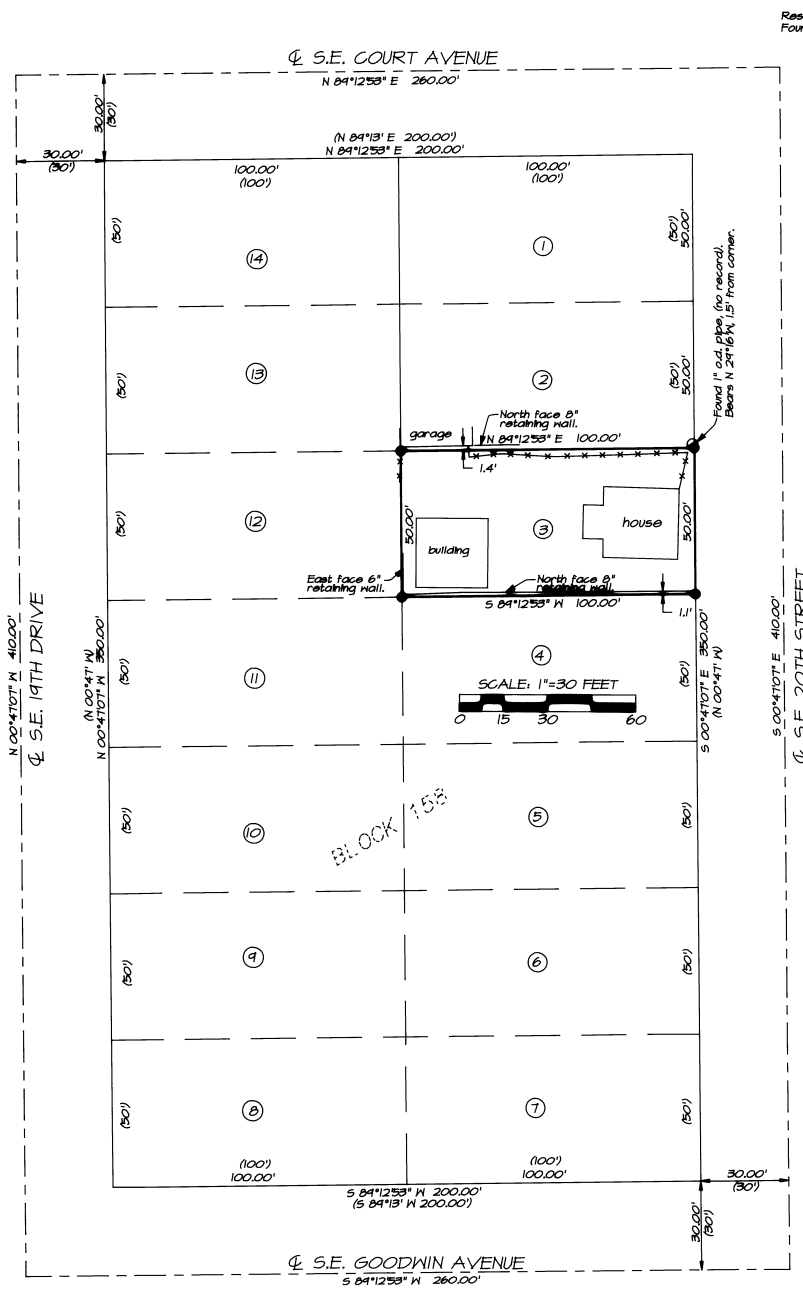 Res
Four
℄ S.E. COURT AVENUE
N 89°12'53" E 260.00'
30.00'
(30')
(N 89°13' E 200.00')
N 89°12'53" E 200.00'
30.00'
(30')
100.00'
(100')
100.00'
(100')
(50')
14
1
(50')
50.00'
(50')
13
2
(50')
50.00'
Found 1" o.d. pipe, (no record).
Bears N 29°16'W, 1.5' from corner.
garage
North face 8"
retaining wall.
N 89°12'53" E 100.00'
1.4'
(50')
12
50.00'
building
3
house
50.00'
East face 6"
retaining wall.
North face 8"
retaining wall.
S 89°12'53" W 100.00'
1.1'
N 00°47'07" W 410.00'
℄ S.E. 19TH DRIVE
(N 00°47' W)
N 00°47'07" W 350.00'
(50')
11
4
(50')
S 00°47'07" E 350.00'
(N 00°47' W)
S 00°47'07" E 410.00'
℄ S.E. 20TH STREET
SCALE: 1"=30 FEET
0 15 30 60
(50')
10
BLOCK 158
5
(50')
(50')
9
6
(50')
(50')
8
7
(50')
(100')
100.00'
(100')
100.00'
30.00'
(30')
S 89°12'53" W 200.00'
(S 89°13' W 200.00')
30.00'
(30')
℄ S.E. GOODWIN AVENUE
S 89°12'53" W 260.00'